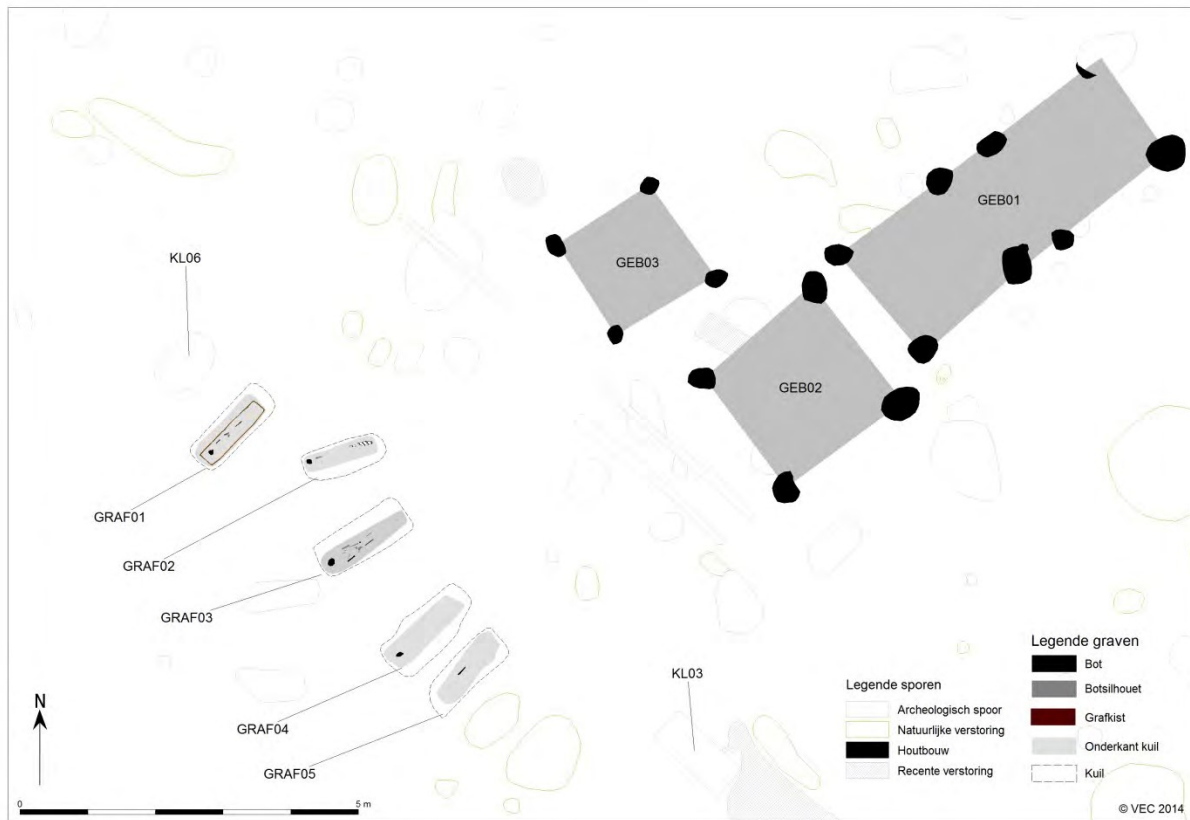 GEB01
GEB03
KL06
GEB02
GRAF01
GRAF02
GRAF03
GRAF04
GRAF05
KL03
N
0 5 m
Legende sporen
Archeologisch spoor
Natuurlijke verstoring
Houtbouw
Recente verstoring
Legende graven
Bot
Botsilhouet
Grafkist
Onderkant kuil
Kuil
© VEC 2014